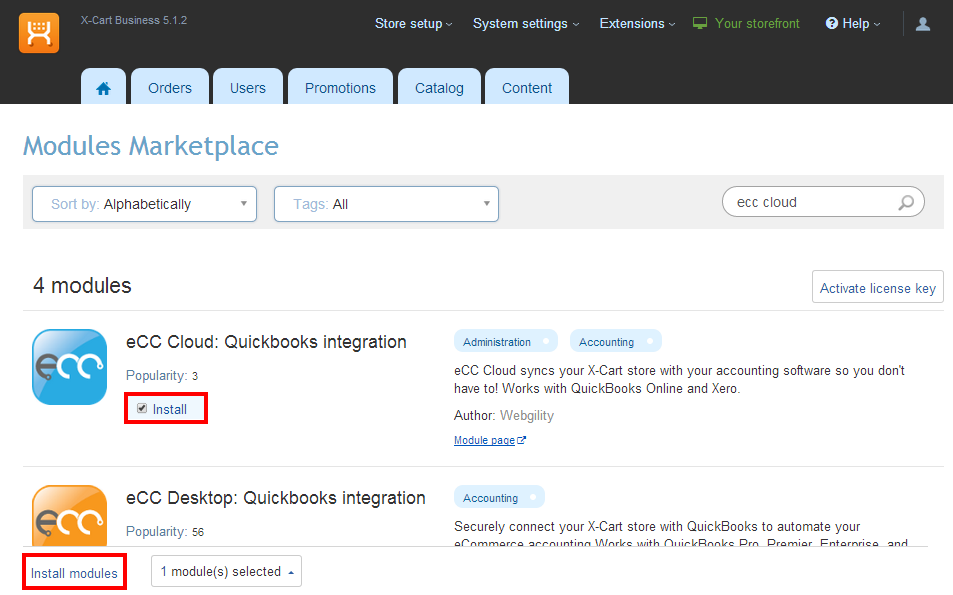 X-Cart Business 5.1.2
Store setup System settings Extensions Your storefront Help
Orders Users Promotions Catalog Content
Modules Marketplace
Sort by: Alphabetically Tags: All ecc cloud
4 modules
Activate license key
eCC
eCC Cloud: Quickbooks integration
Popularity: 3
Install
Administration Accounting
eCC Cloud syncs your X-Cart store with your accounting software so you don't
have to! Works with QuickBooks Online and Xero.
Author: Webgility
Module page
eCC
eCC Desktop: Quickbooks integration
Popularity: 56
Accounting
Securely connect your X-Cart store with QuickBooks to automate your
eCommerce accounting Works with QuickBooks Pro, Premier, Enterprise, and
Install modules 1 module(s) selected